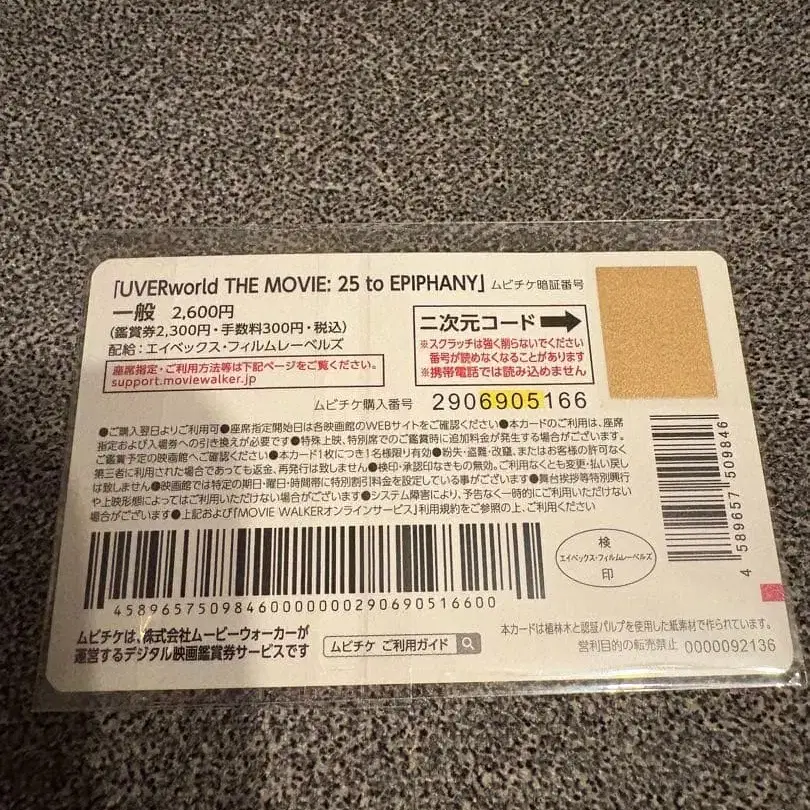 「UVERworld THE MOVIE: 25 to EPIPHANY」 ムビチケ暗証番号
一般 2,600円
(鑑賞券2,300円・手数料300円・税込)
配給：エイベックス・フィルムレーベルズ
座席指定・ご利用方法等は下記ページをご覧ください。
support.moviewalker.jp
二次元コード➡
※スクラッチは強く削らないでください
番号が読めなくなることがあります
※携帯電話では読み込めません
ムビチケ購入番号 2906905166
●ご購入翌日よりご利用可●座席指定開始日は各映画館のWEBサイトをご確認ください●本カードのご利用は、座席
指定および入場券への引き換えが必要です●特殊上映、特別席でのご鑑賞時に追加料金が発生する場合がございます。
ご鑑賞予定の映画館へご確認ください●本カード1枚につき1名様限り有効●紛失・盗難・改竄、またはお客様の許可なく
第三者に利用された場合であっても返金、再発行は致しません●検印・承認印なきもの無効。ご利用なくとも変更・払い戻し
は致しません●映画館では特定の期日・曜日・時間帯に特別割引料金を設定している事がございます●舞台挨拶等特別興行
や上映形態によってはご利用いただけない場合がございます●システム障害により、予告なく一時的にご利用いただけない
場合がございます●上記および「MOVIE WALKERオンラインサービス」利用規約をご参照の上、ご利用ください
4589657509846000000002906905​16600
4 589657 509846
検
エイベックス・フィルムレーベルズ
印
ムビチケは、株式会社ムービーウォーカーが
運営するデジタル映画鑑賞券サービスです
ムビチケ ご利用ガイド
本カードは植林木と認証パルプを使用した紙素材で作られています。
営利目的の転売禁止 0000092136